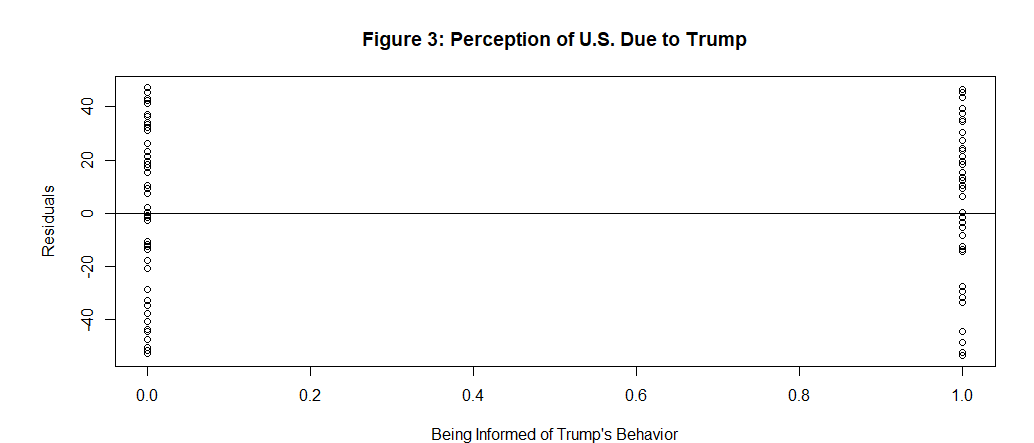 Figure 3: Perception of U.S. Due to Trump
Residuals
40
20
0
-20
-40
0.0 0.2 0.4 0.6 0.8 1.0
Being Informed of Trump's Behavior